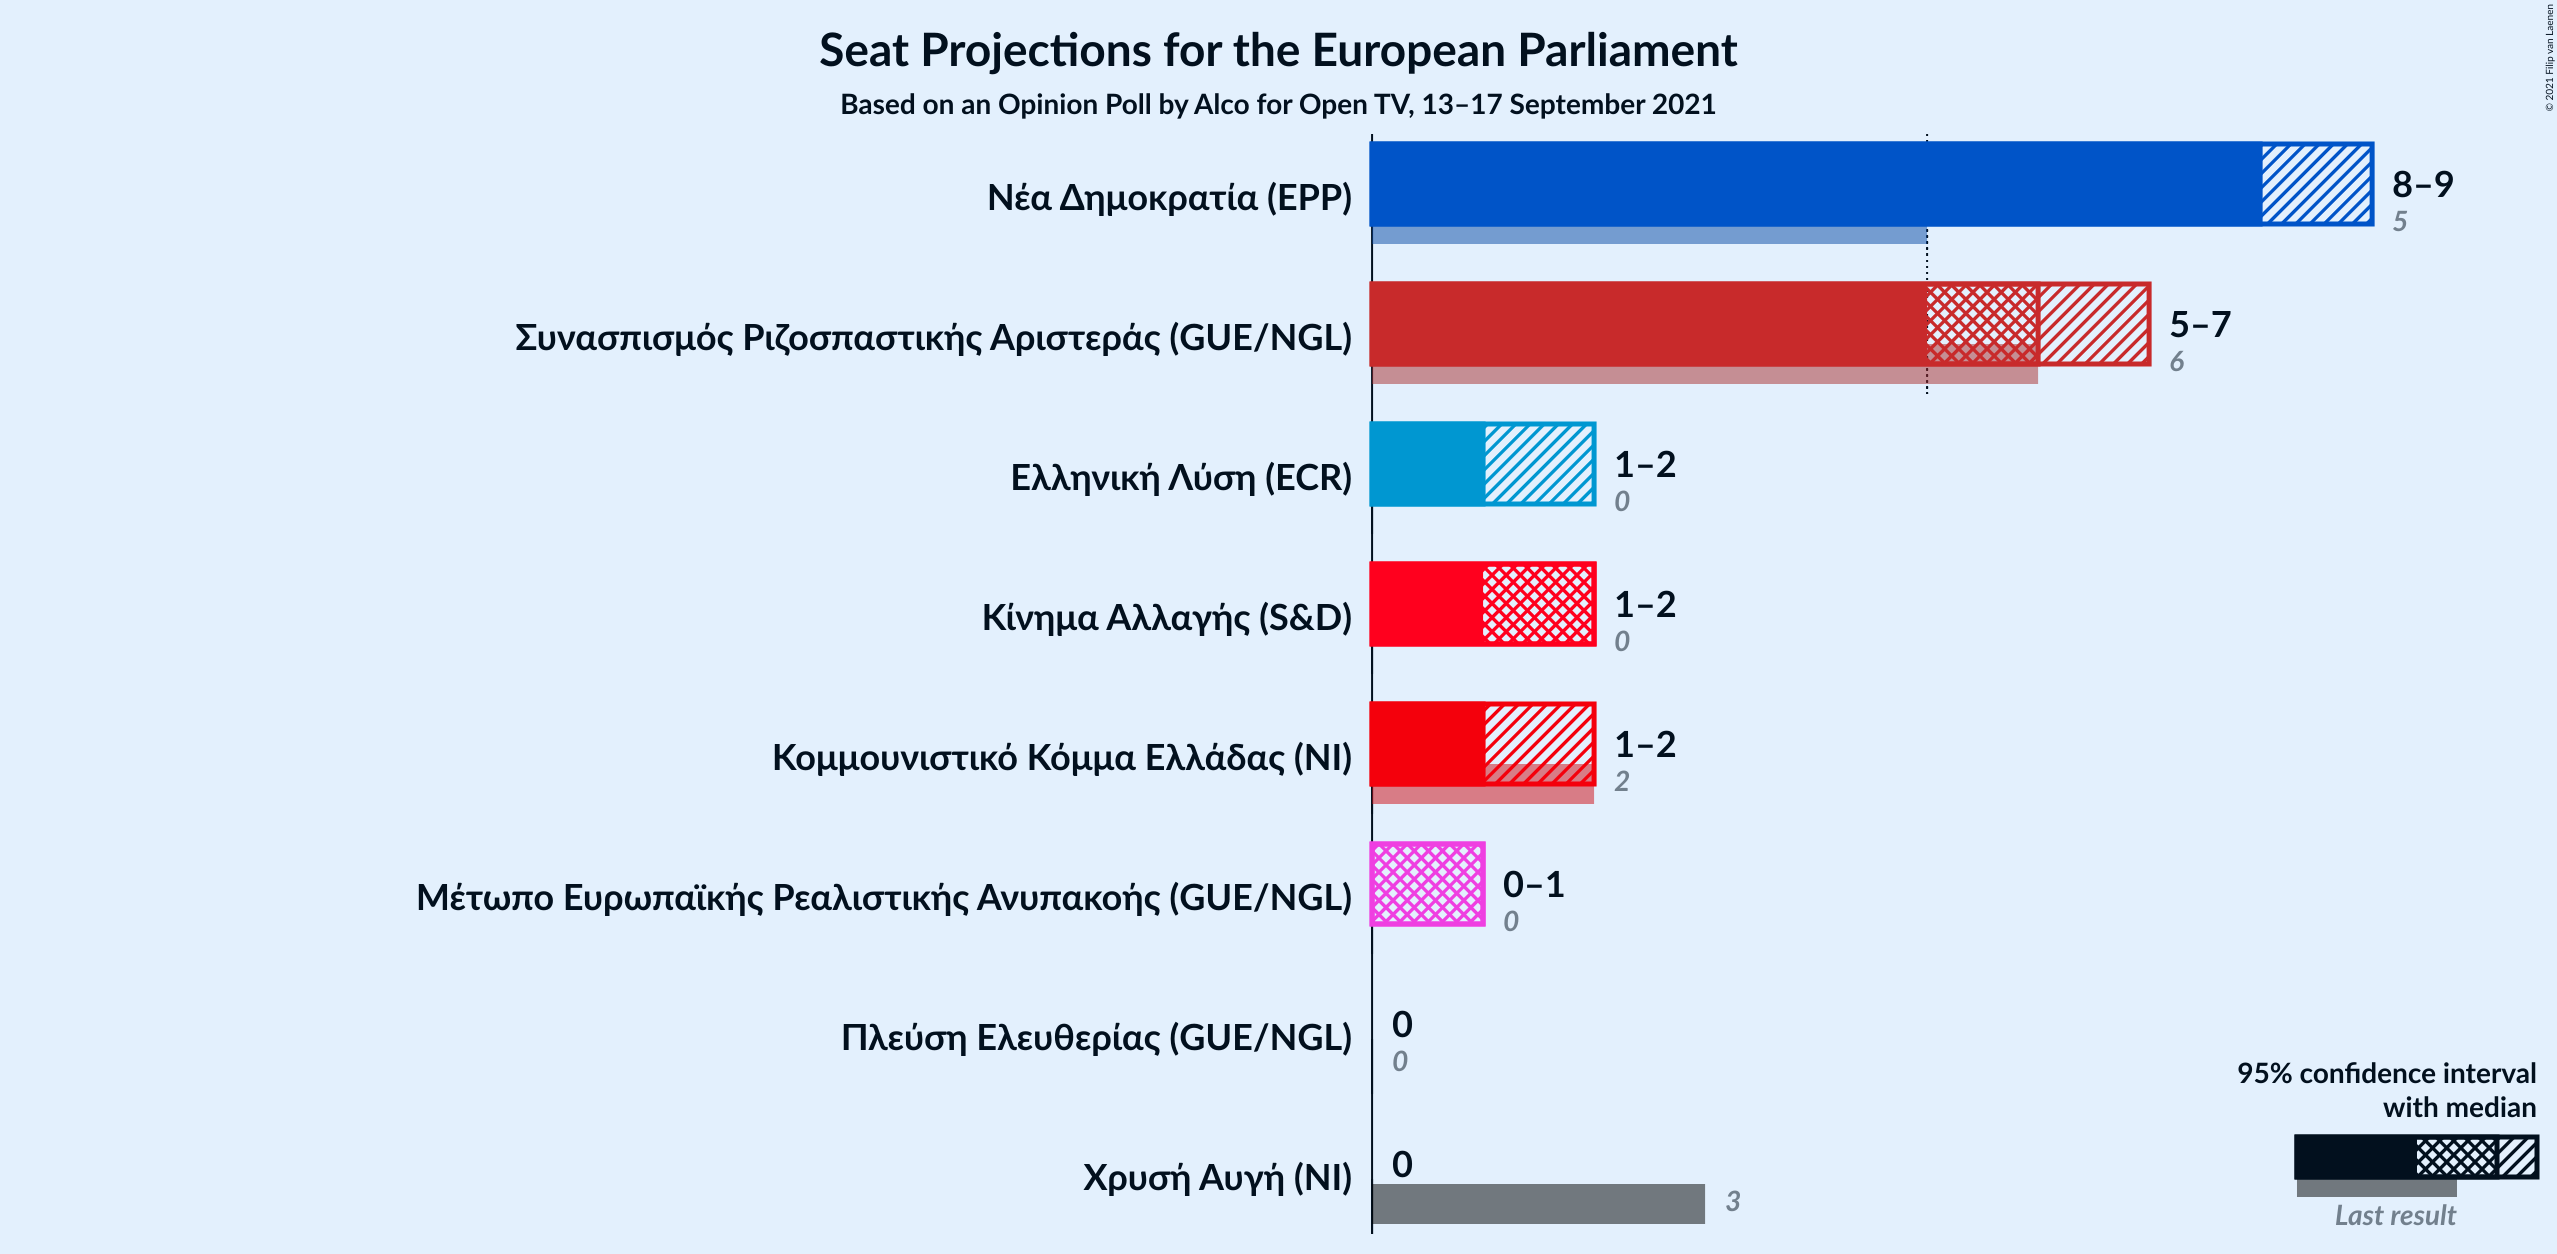 Seat Projections for the European Parliament
Based on an Opinion Poll by Alco for Open TV, 13–17 September 2021
© 2021 Filip van Laenen
Νέα Δημοκρατία (EPP)
8–9
5
Συνασπισμός Ριζοσπαστικής Αριστεράς (GUE/NGL)
5–7
6
Ελληνική Λύση (ECR)
1–2
0
Κίνημα Αλλαγής (S&D)
1–2
0
Κομμουνιστικό Κόμμα Ελλάδας (NI)
1–2
2
Μέτωπο Ευρωπαϊκής Ρεαλιστικής Ανυπακοής (GUE/NGL)
0–1
0
Πλεύση Ελευθερίας (GUE/NGL)
0
0
Χρυσή Αυγή (NI)
0
3
95% confidence interval
with median
Last result